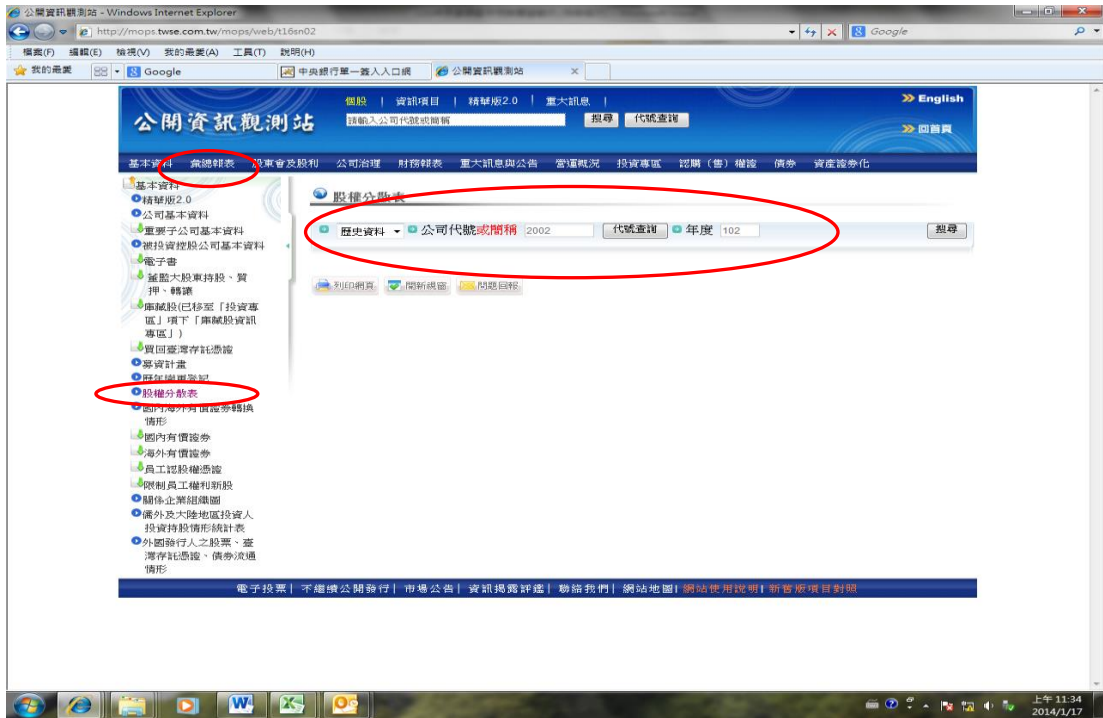 公開資訊觀測站 - Windows Internet Explorer
http://mops.twse.com.tw/mops/web/t16sn02
Google
檔案(F) 編輯(E) 檢視(V) 我的最愛(A) 工具(T) 說明(H)
我的最愛
Google
中央銀行單一簽入入口網
公開資訊觀測站
公開資訊觀測站
個股 | 資訊項目 | 精華版2.0 | 重大訊息 |
請輸入公司代號或簡稱 搜尋 代號查詢
English
回首頁
基本資料 彙總報表 股東會及股利 公司治理 財務報表 重大訊息與公告 營運概況 投資專區 認購（售）權證 債券 資產證券化
基本資料
精華版2.0
公司基本資料
重要子公司基本資料
被投資控股公司基本資料
電子書
董監大股東持股、質
押、轉讓
庫藏股(已移至「投資專
區」項下「庫藏股資訊
專區」)
買回臺灣存託憑證
募資計畫
歷年變更登記
股權分散表
國內海外有價證券轉換
情形
國內有價證券
海外有價證券
員工認股權憑證
限制員工權利新股
關係企業組織圖
僑外及大陸地區投資人
投資持股情形統計表
外國發行人之股票、臺
灣存託憑證、債券流通
情形
股權分散表
歷史資料 公司代號或簡稱 2002 代號查詢 年度 102 搜尋
列印網頁 開新視窗 問題回報
電子投票| 不繼續公開發行| 市場公告| 資訊揭露評鑑| 聯絡我們| 網站地圖| 網站使用說明| 新舊版項目對照
上午 11:34
2014/1/17